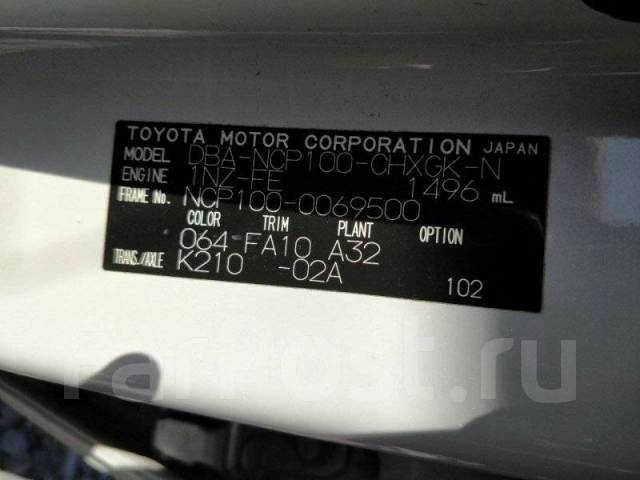 TOYOTA MOTOR CORPORATION JAPAN
MODEL DBA-NCP100-CHXGK-N
ENGINE 1NZ-FE 1496 mL
FRAME No. NCP100-0069500
COLOR TRIM PLANT OPTION
064 FA10 A32
TRANS./AXLE K210 -02A
102
FarPost.ru